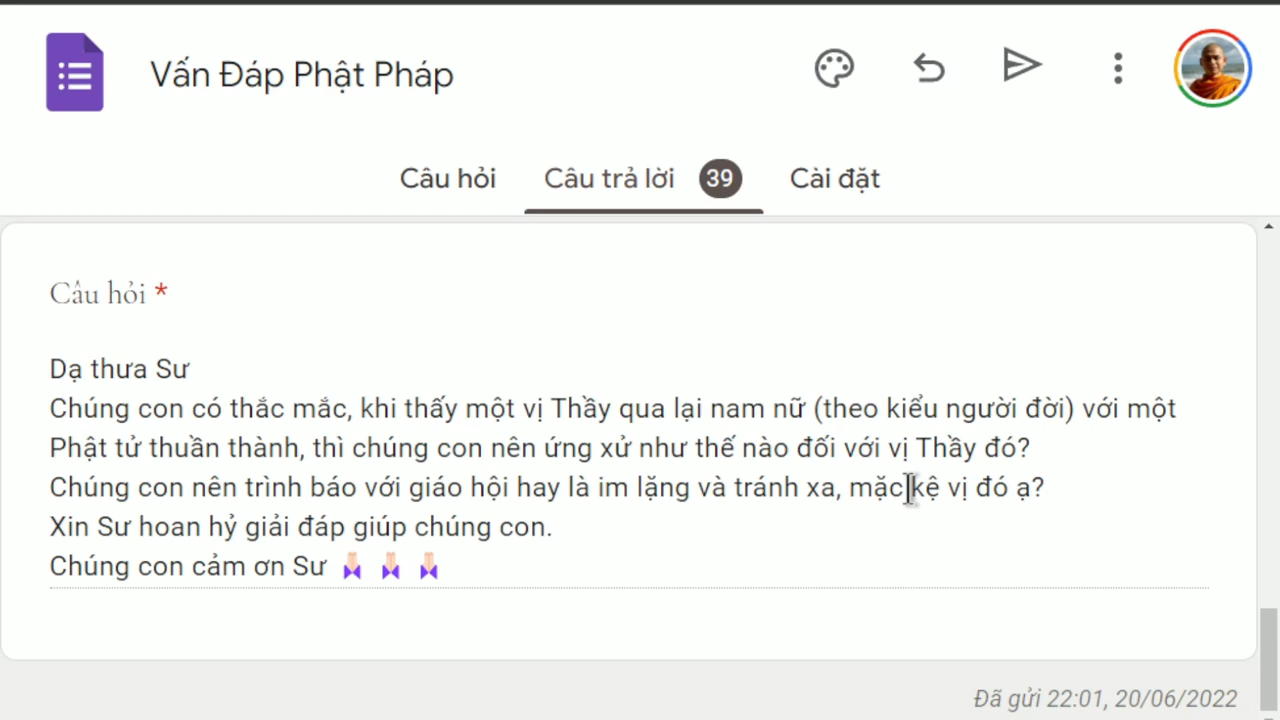 Vấn Đáp Phật Pháp
Câu hỏi
Câu trả lời 39
Cài đặt
Câu hỏi *
Dạ thưa Sư
Chúng con có thắc mắc, khi thấy một vị Thầy qua lại nam nữ (theo kiểu người đời) với một
Phật tử thuần thành, thì chúng con nên ứng xử như thế nào đối với vị Thầy đó?
Chúng con nên trình báo với giáo hội hay là im lặng và tránh xa, mặc kệ vị đó ạ?
Xin Sư hoan hỷ giải đáp giúp chúng con.
Chúng con cảm ơn Sư 🙏🏻 🙏🏻 🙏🏻
Đã gửi 22:01, 20/06/2022